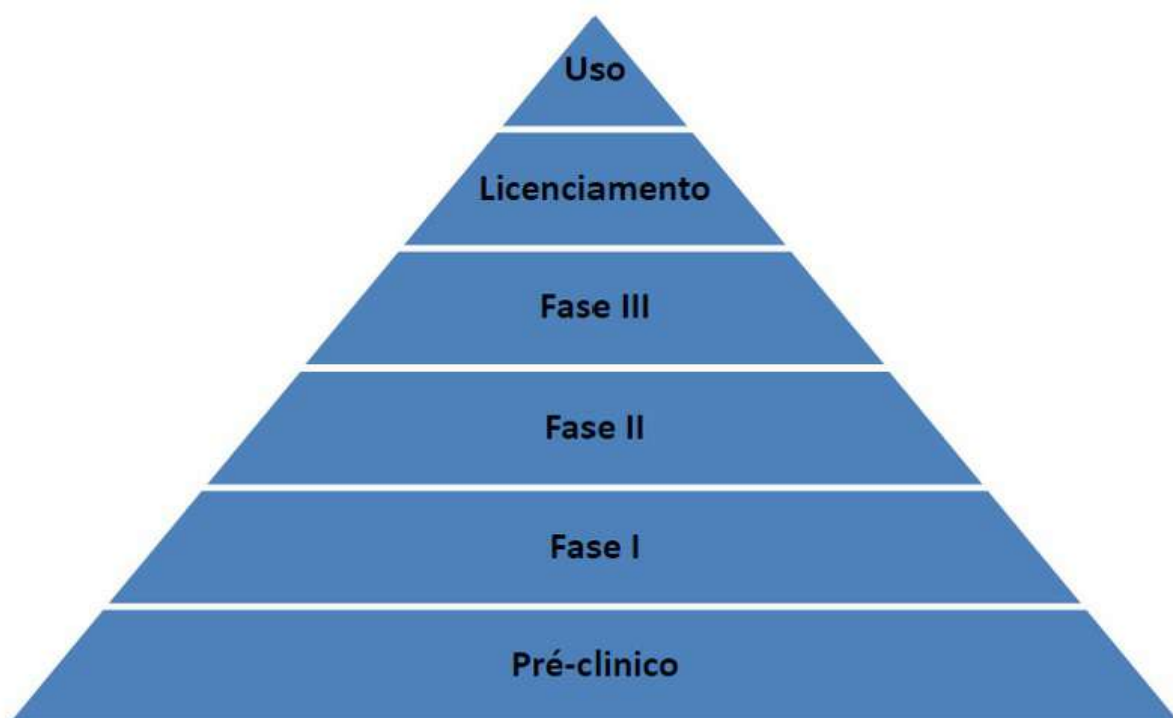 Uso
Licenciamento
Fase III
Fase II
Fase I
Pré-clinico